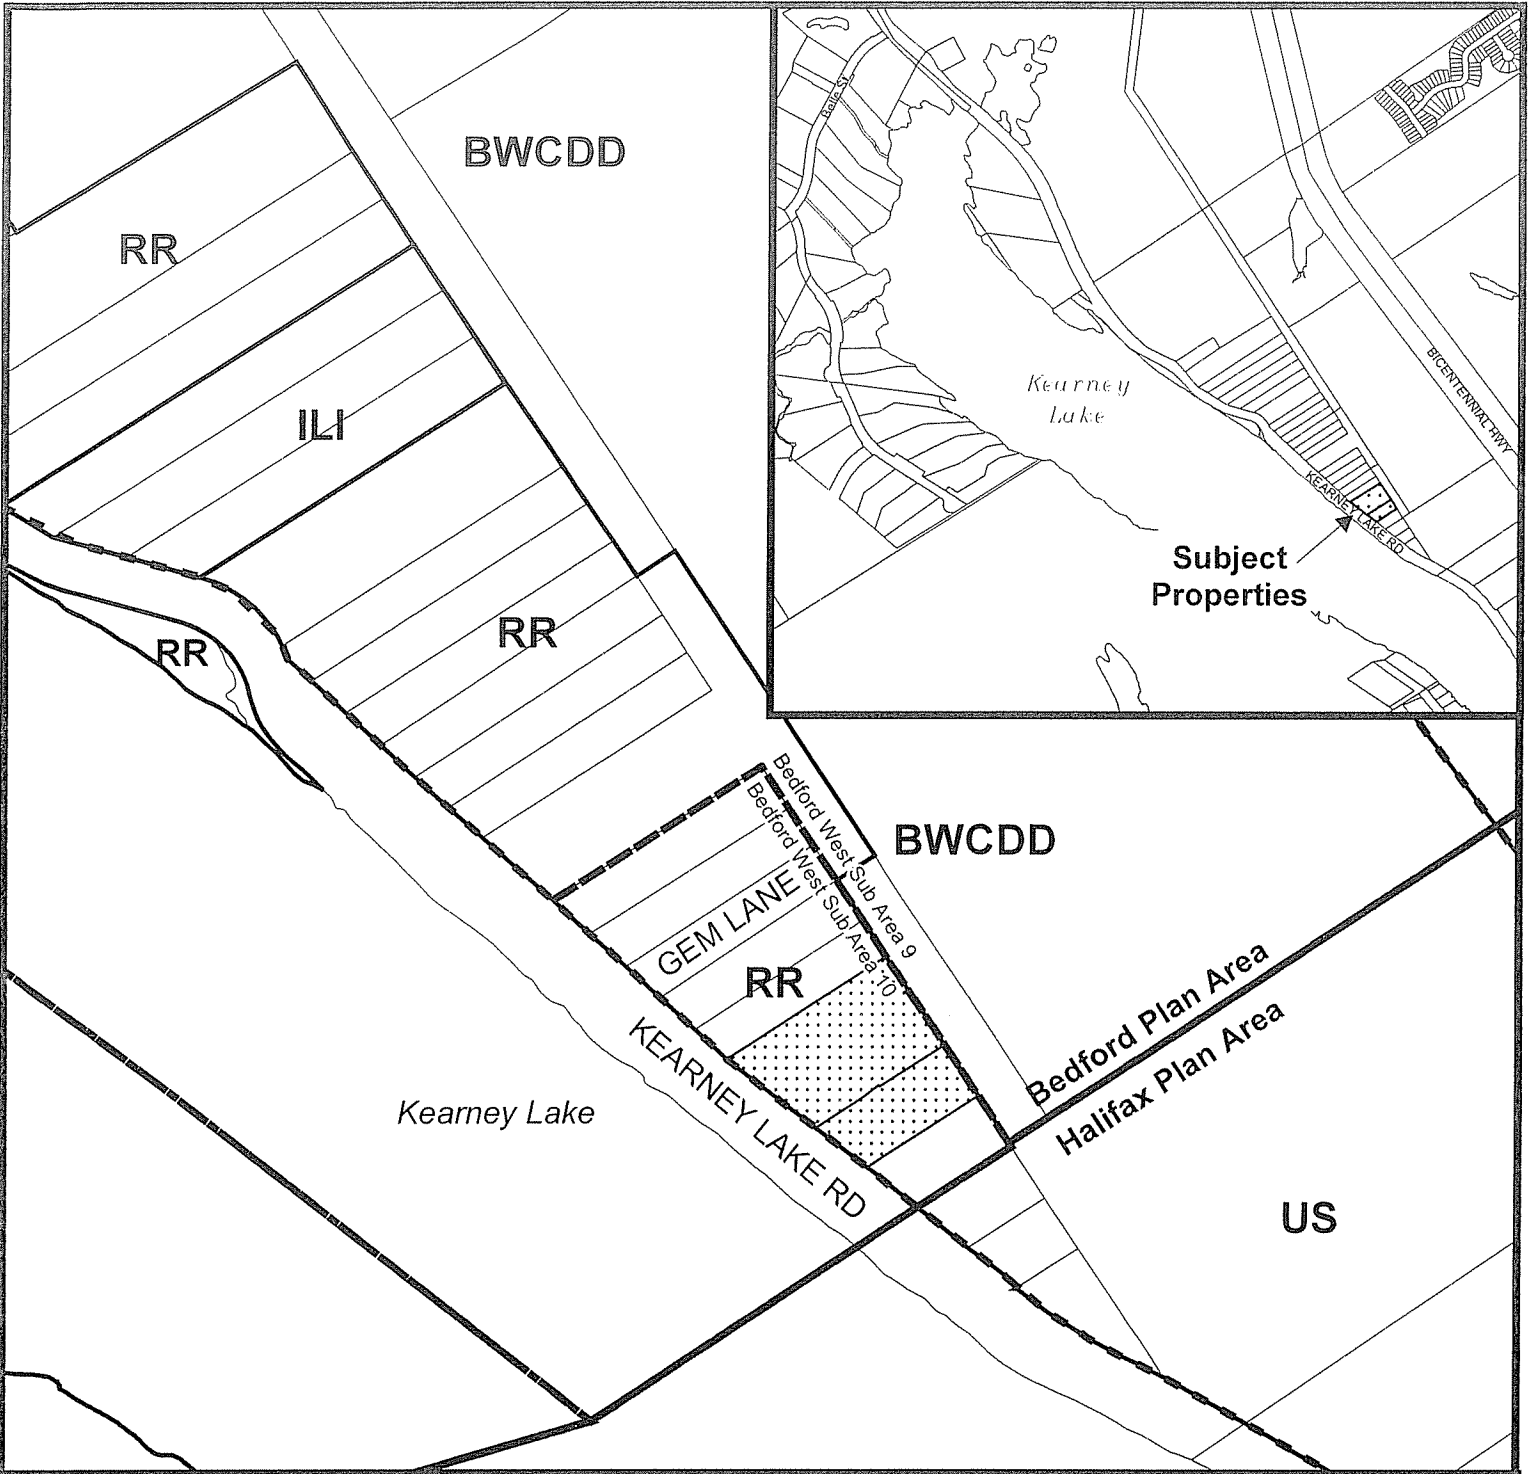 BWCDD
RR
ILI
RR
RR
Belle St
Kearney
Lake
BICENTENNIAL HWY
KEARNEY LAKE RD
Subject
Properties
Bedford West Sub Area 9
Bedford West Sub Area 10
BWCDD
GEM LANE
RR
KEARNEY LAKE RD
Kearney Lake
Bedford Plan Area
Halifax Plan Area
US